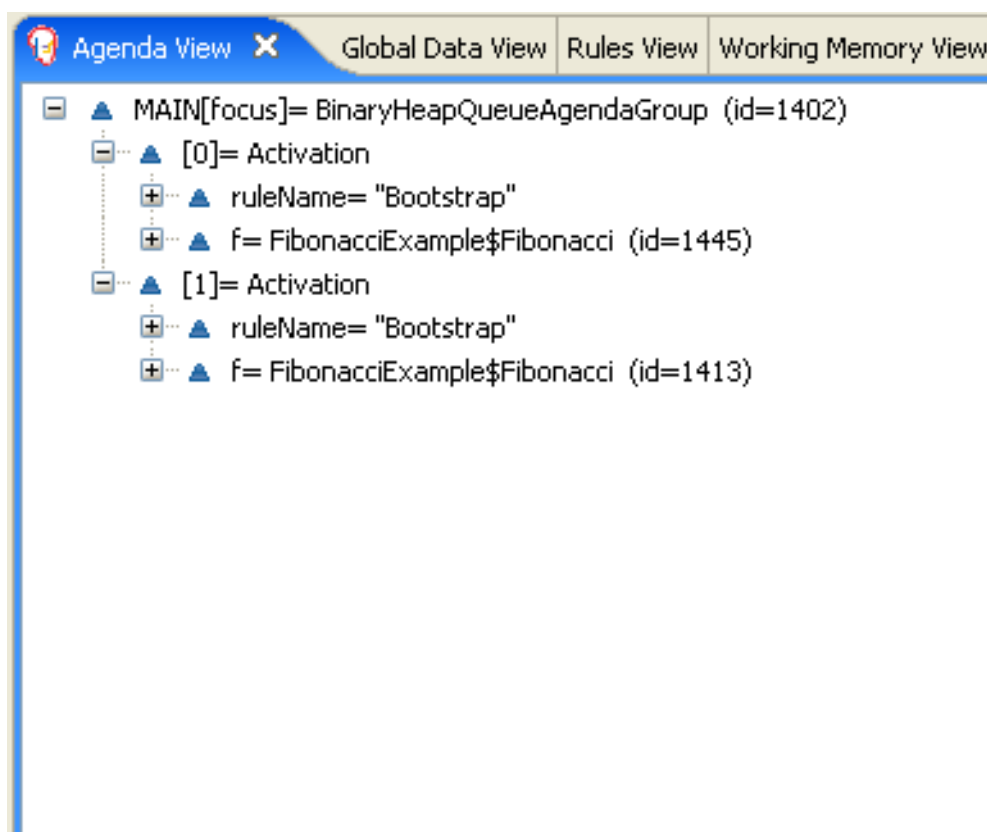 Agenda View Global Data View Rules View Working Memory View
MAIN[focus]= BinaryHeapQueueAgendaGroup (id=1402)
[0]= Activation
ruleName= "Bootstrap"
f= FibonacciExample$Fibonacci (id=1445)
[1]= Activation
ruleName= "Bootstrap"
f= FibonacciExample$Fibonacci (id=1413)